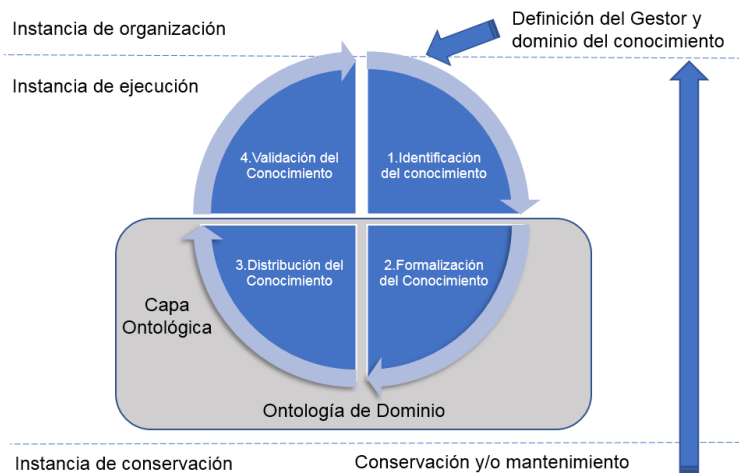 Instancia de organización
Definición del Gestor y
dominio del conocimiento
Instancia de ejecución
4.Validación del
Conocimiento
1.Identificación
del conocimiento
3.Distribución del
Conocimiento
2.Formalización
del Conocimiento
Capa
Ontológica
Ontología de Dominio
Instancia de conservación
Conservación y/o mantenimiento